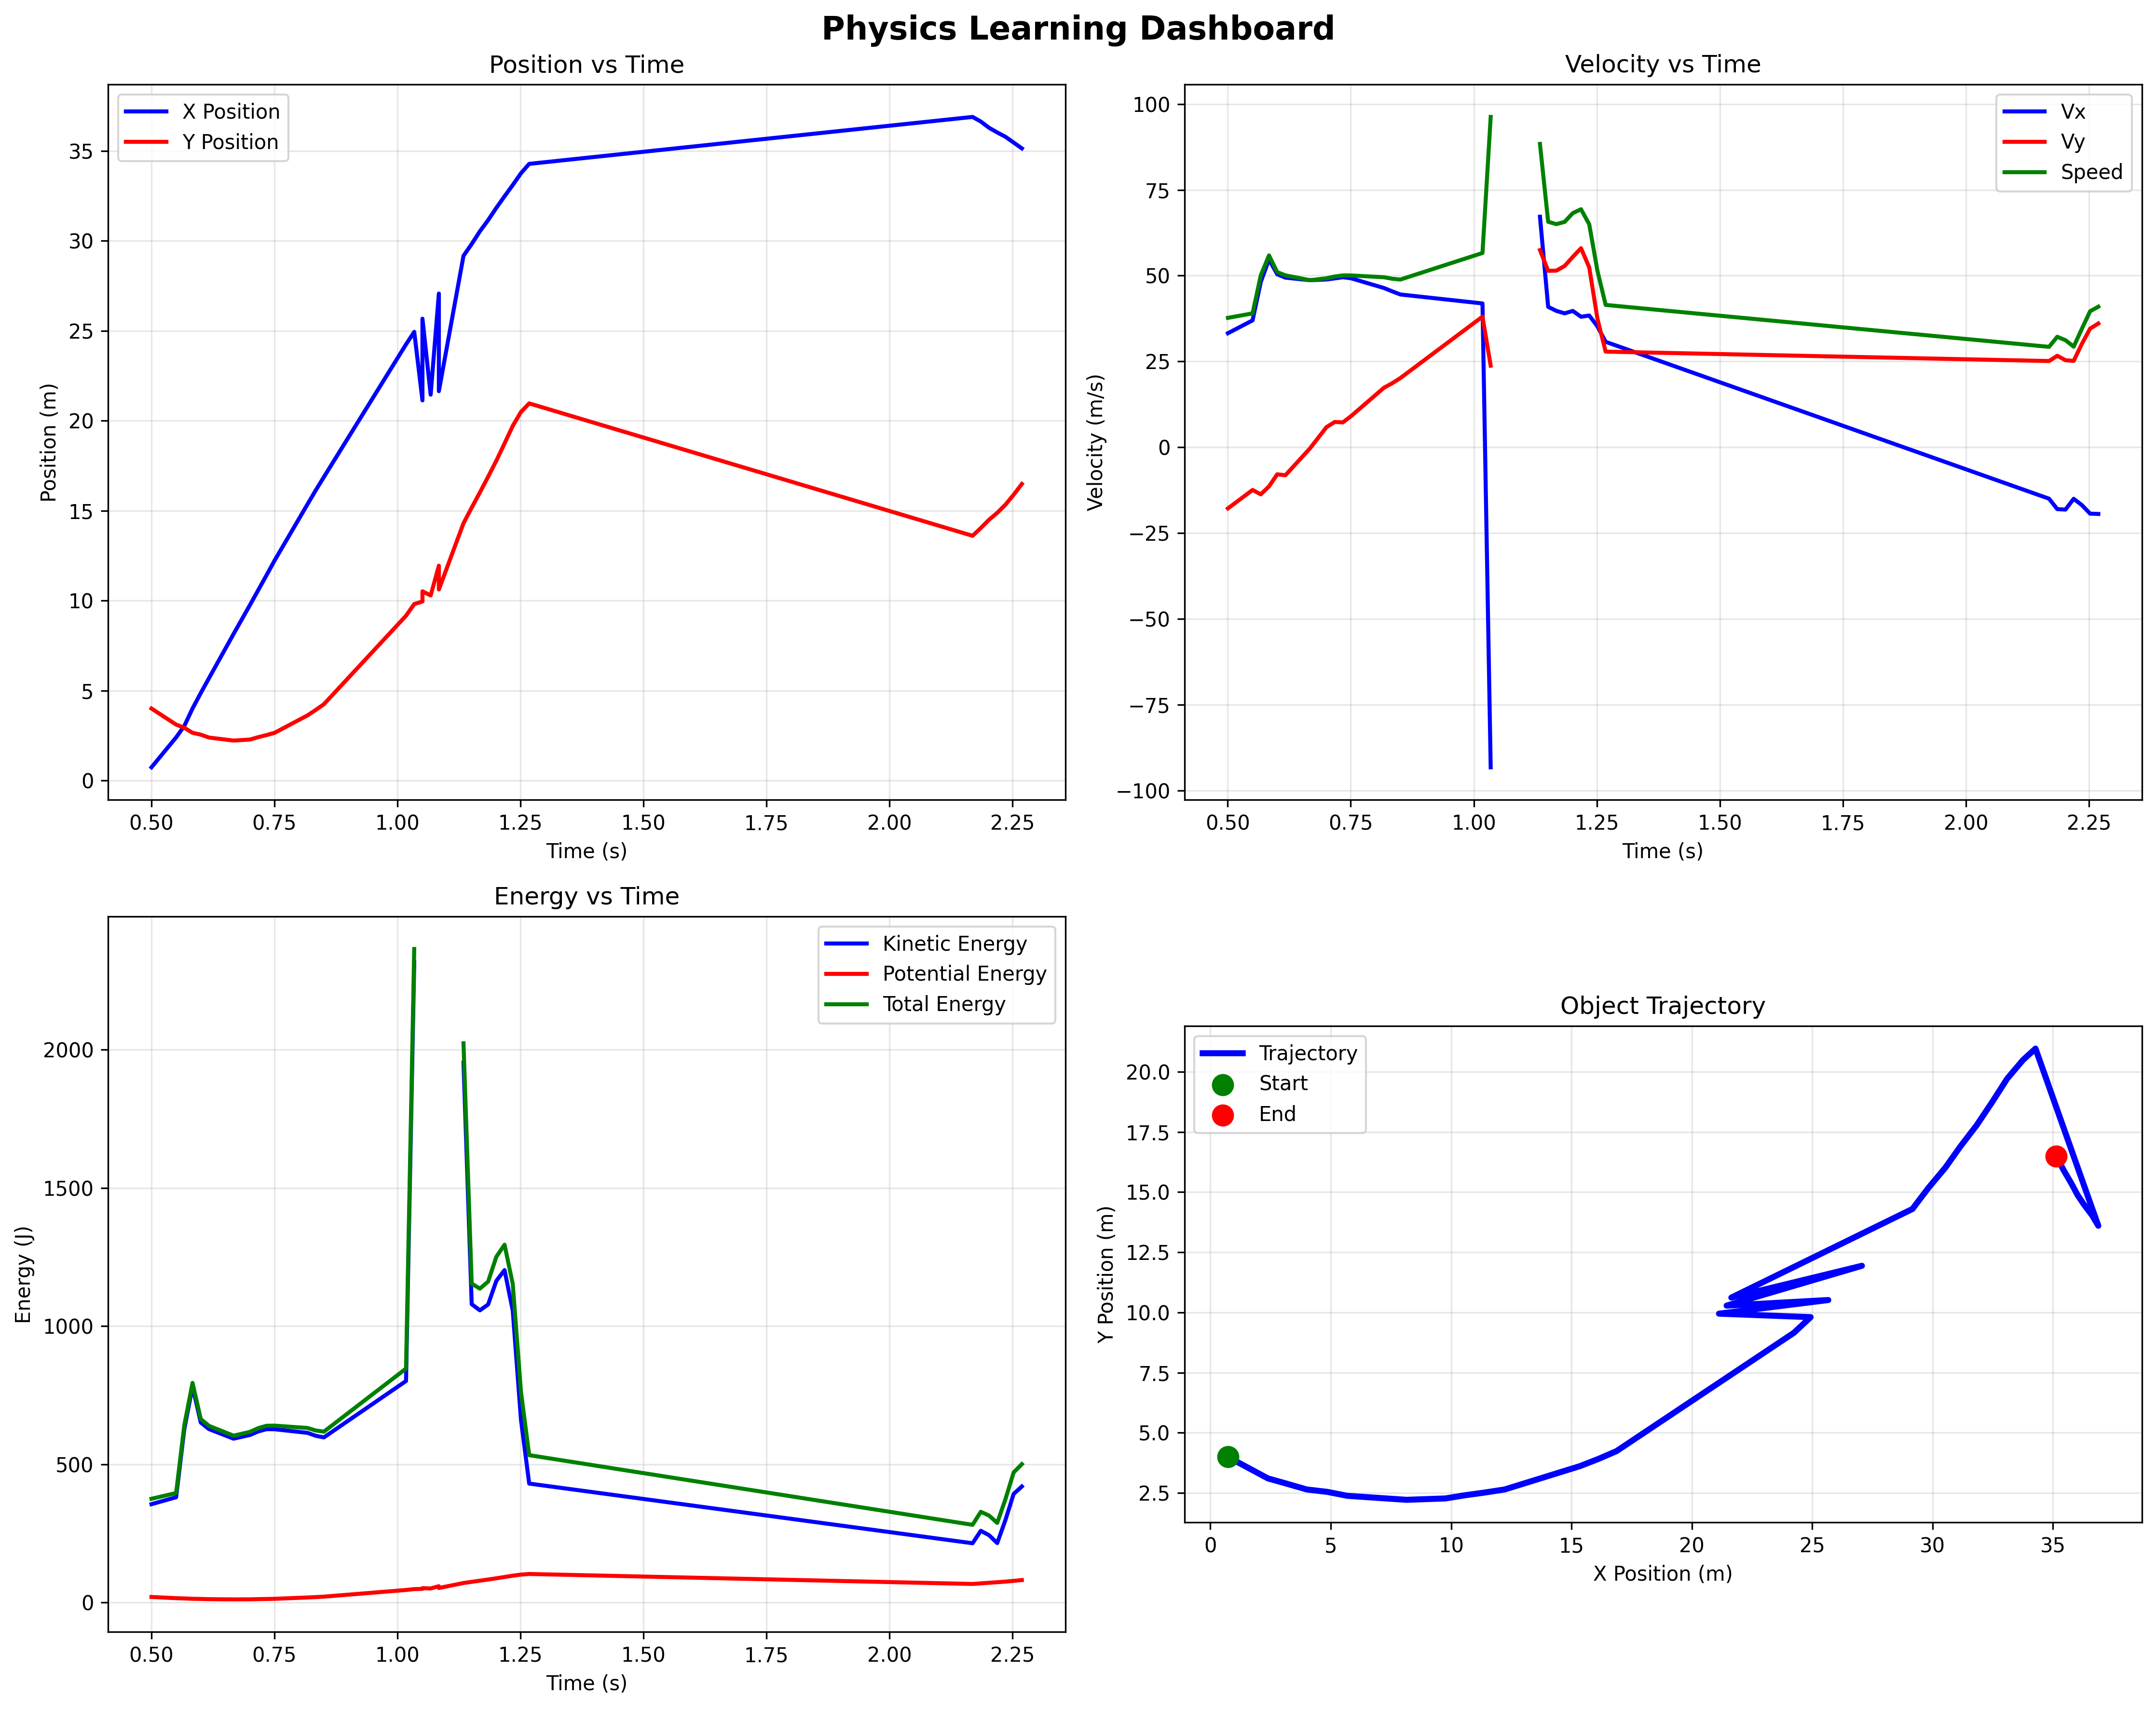 Physics Learning Dashboard
Position vs Time
X Position
Y Position
Position (m)
35
30
25
20
15
10
5
0
0.50 0.75 1.00 1.25 1.50 1.75 2.00 2.25
Time (s)
Velocity vs Time
Vx
Vy
Speed
Velocity (m/s)
100
75
50
25
0
−25
−50
−75
−100
0.50 0.75 1.00 1.25 1.50 1.75 2.00 2.25
Time (s)
Energy vs Time
Kinetic Energy
Potential Energy
Total Energy
Energy (J)
2000
1500
1000
500
0
0.50 0.75 1.00 1.25 1.50 1.75 2.00 2.25
Time (s)
Object Trajectory
Trajectory
Start
End
Y Position (m)
20.0
17.5
15.0
12.5
10.0
7.5
5.0
2.5
0 5 10 15 20 25 30 35
X Position (m)